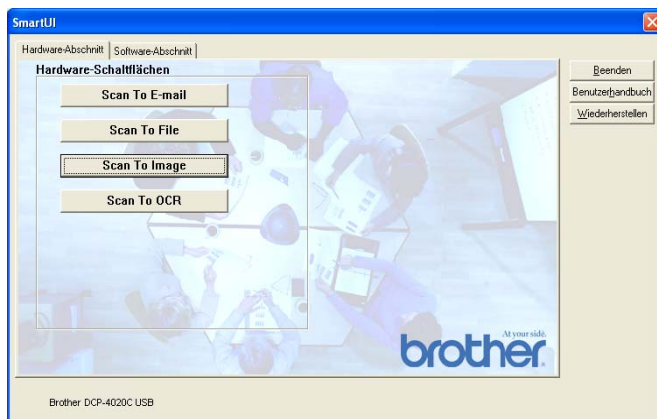 SmartUI
Hardware-Abschnitt Software-Abschnitt
Hardware-Schaltflächen
Scan To E-mail
Scan To File
Scan To Image
Scan To OCR
Beenden
Benutzerhandbuch
Wiederherstellen
At your side.
brother
Brother DCP-4020C USB